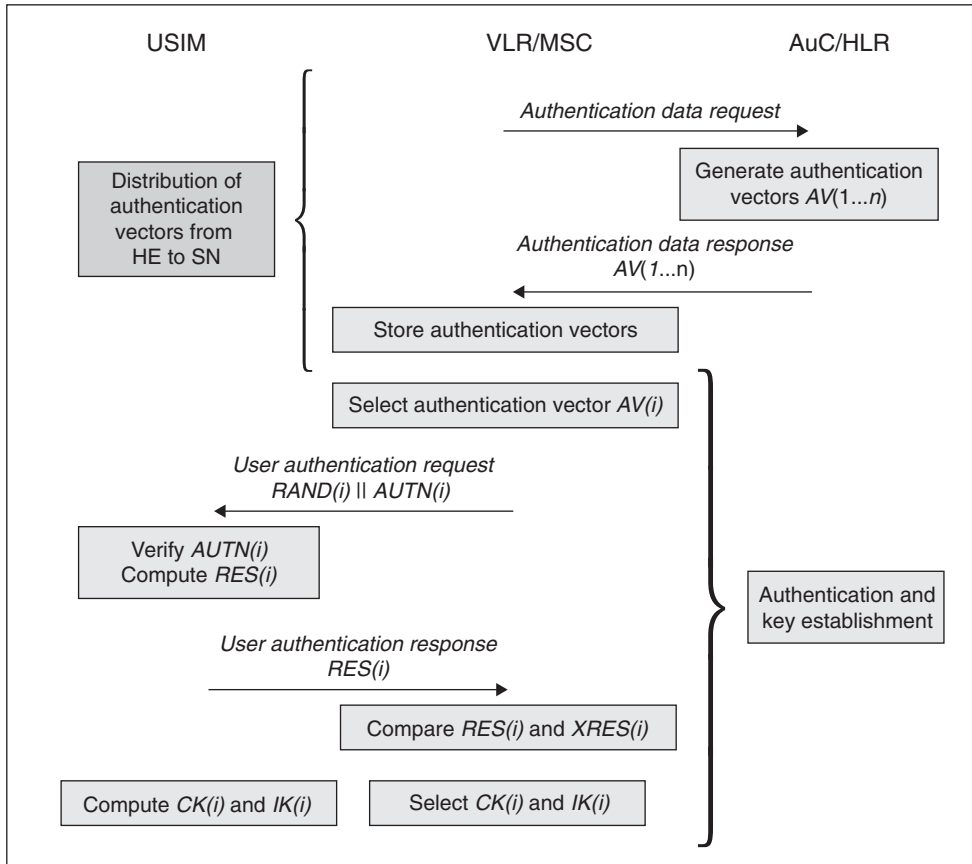 USIM
VLR/MSC
AuC/HLR
Authentication data request
Distribution of
authentication
vectors from
HE to SN
Generate authentication
vectors AV(1...n)
Authentication data response
AV(1...n)
Store authentication vectors
Select authentication vector AV(i)
User authentication request
RAND(i) II AUTN(i)
Verify AUTN(i)
Compute RES(i)
Authentication and
key establishment
User authentication response
RES(i)
Compare RES(i) and XRES(i)
Compute CK(i) and IK(i)
Select CK(i) and IK(i)